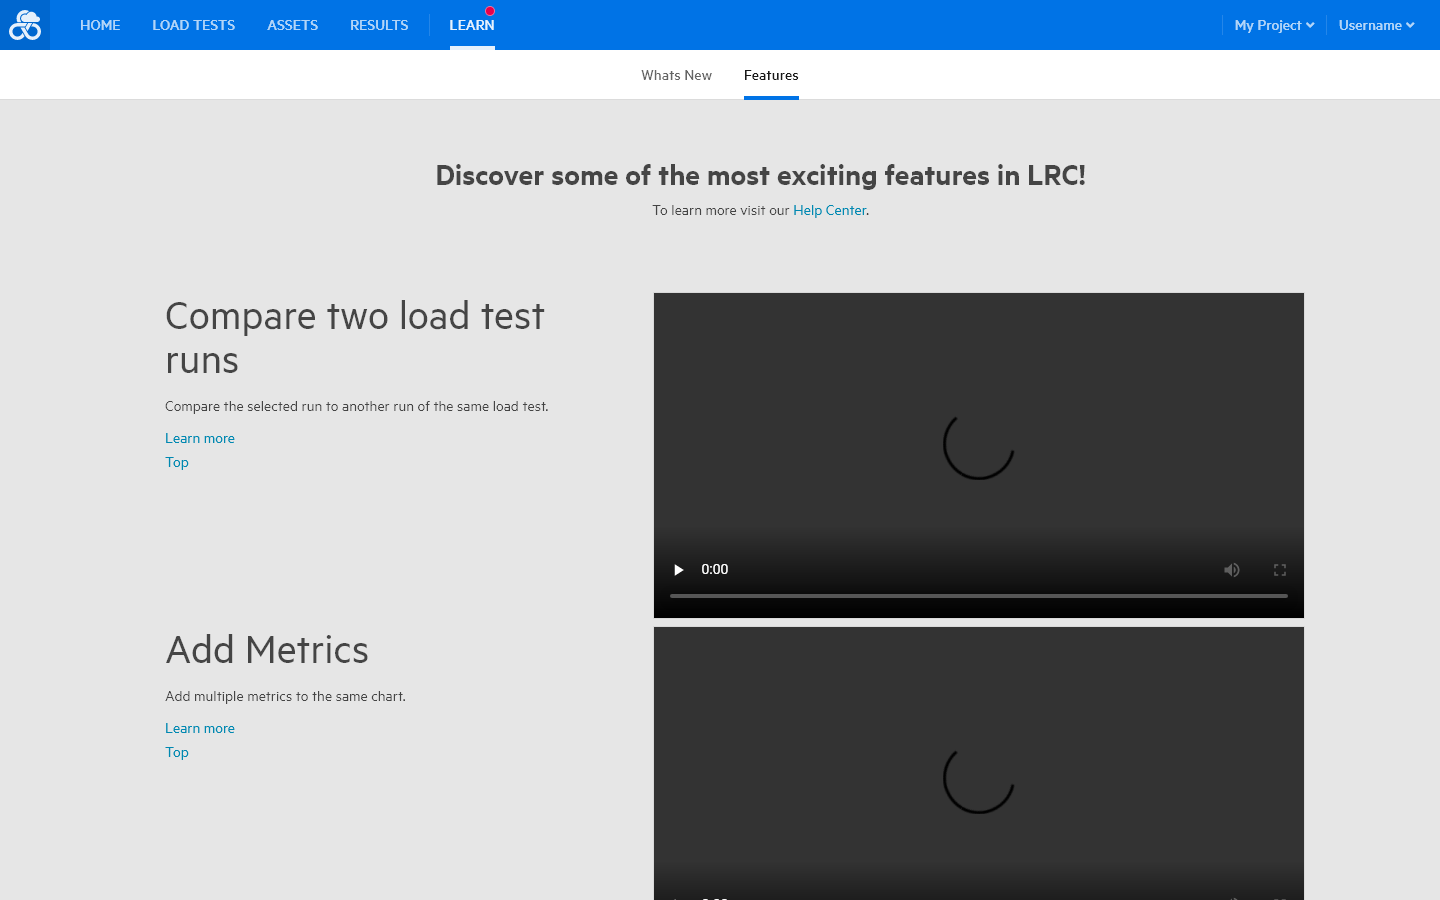 HOME LOAD TESTS ASSETS RESULTS LEARN My Project Username
Whats New Features
Discover some of the most exciting features in LRC!
To learn more visit our Help Center.
Compare two load test
runs
Compare the selected run to another run of the same load test.
Learn more
Top
0:00
Add Metrics
Add multiple metrics to the same chart.
Learn more
Top